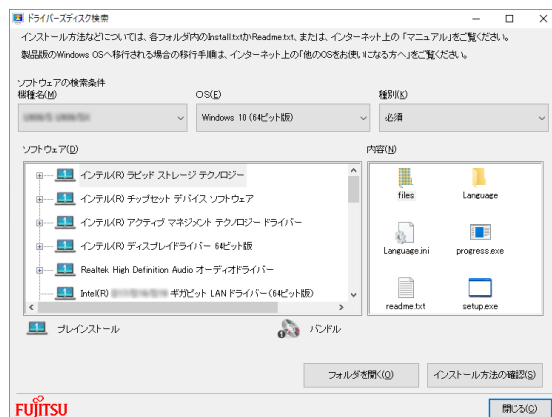 ドライバーズディスク検索
インストール方法などについては、各フォルダ内のInstall.txtかReadme.txt、または、インターネット上の「マニュアル」をご覧ください。
製品版のWindows OSへ移行される場合の移行手順は、インターネット上の「他のOSをお使いになる方へ」をご覧ください。
ソフトウェアの検索条件
機種名(M)
OS(E)
種別(K)
Windows 10 (64ビット版)
必須
ソフトウェア(D)
内容(N)
インテル(R) ラピッド ストレージ テクノロジー
インテル(R) チップセット デバイス ソフトウェア
インテル(R) アクティブ マネジメント テクノロジー ドライバー
インテル(R) ディスプレイドライバー 64ビット版
Realtek High Definition Audio オーディオドライバー
Intel(R) ギガビット LAN ドライバー(64ビット版)
files
Language
Language.ini
progress.exe
readme.txt
setup.exe
プレインストール
バンドル
フォルダを開く(O)
インストール方法の確認(S)
FUJITSU
閉じる(C)